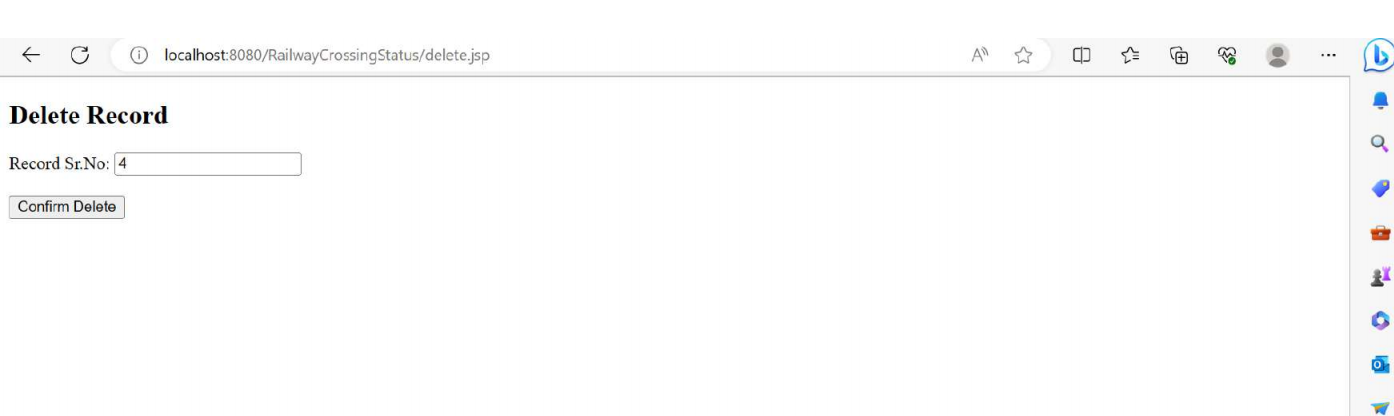 localhost:8080/RailwayCrossingStatus/delete.jsp
Delete Record
Record Sr.No: 4
Confirm Delete